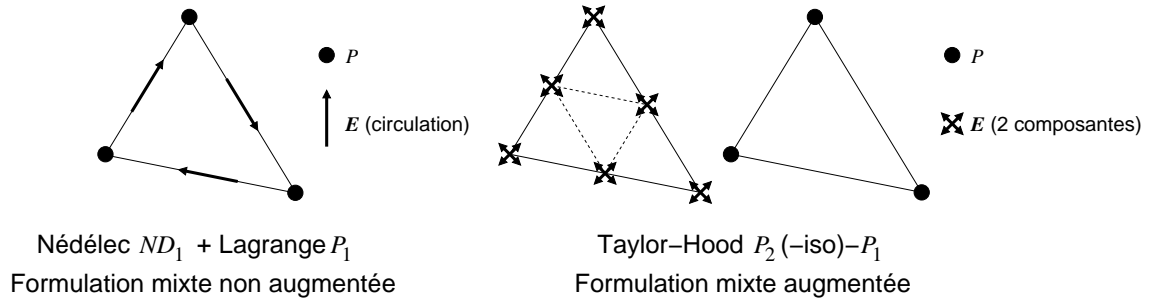 P
E (circulation)
P
E (2 composantes)
Nédélec ND₁ + Lagrange P₁
Formulation mixte non augmentée
Taylor−Hood P₂ (−iso)−P₁
Formulation mixte augmentée